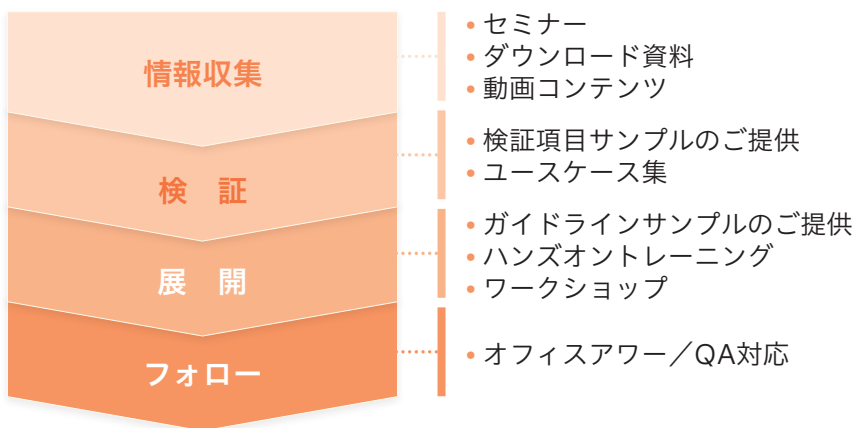 情報収集
• セミナー
• ダウンロード資料
• 動画コンテンツ
検 証
• 検証項目サンプルのご提供
• ユースケース集
展 開
• ガイドラインサンプルのご提供
• ハンズオントレーニング
• ワークショップ
フォロー
• オフィスアワー／QA対応